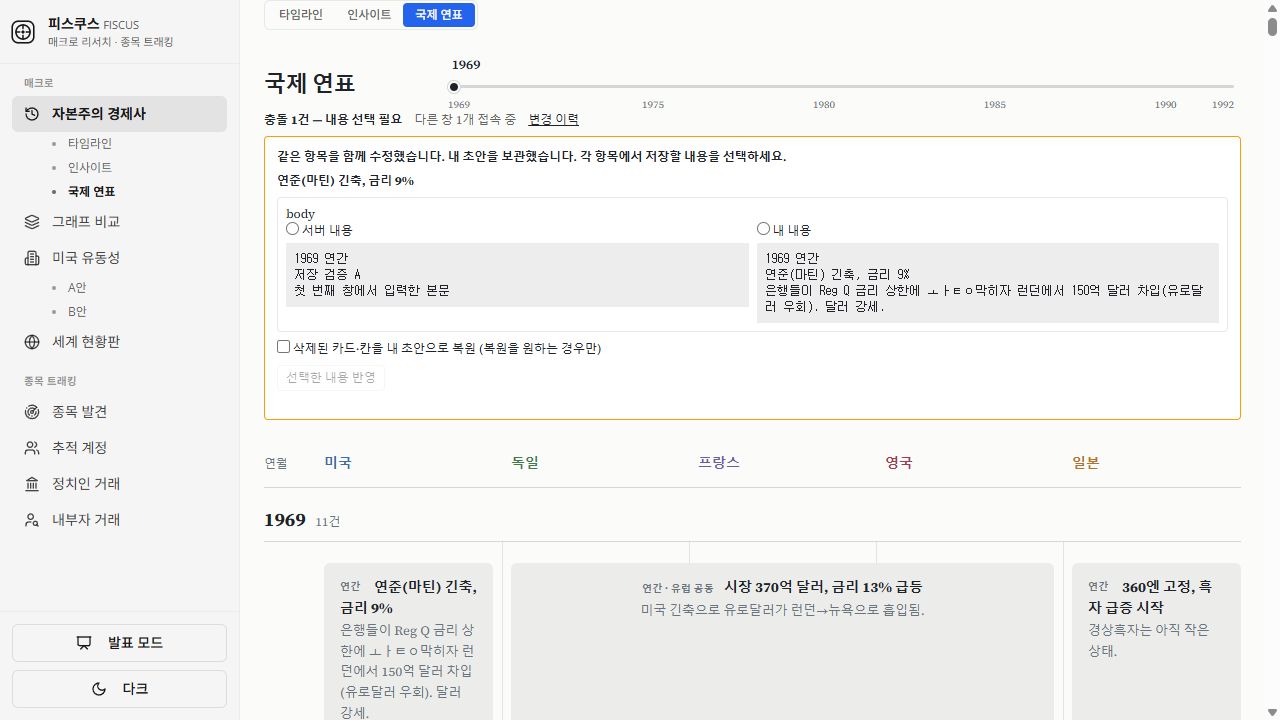 피스쿠스 FISCUS
매크로 리서치 · 종목 트래킹
매크로
자본주의 경제사
타임라인
인사이트
국제 연표
그래프 비교
미국 유동성
A안
B안
세계 현황판
종목 트래킹
종목 발견
추적 계정
정치인 거래
내부자 거래
발표 모드
다크
타임라인 인사이트 국제 연표
국제 연표
1969
1969 1975 1980 1985 1990 1992
충돌 1건 — 내용 선택 필요 다른 창 1개 접속 중 변경 이력
같은 항목을 함께 수정했습니다. 내 초안을 보관했습니다. 각 항목에서 저장할 내용을 선택하세요.
연준(마틴) 긴축, 금리 9%
body
서버 내용
1969 연간
저장 검증 A
첫 번째 창에서 입력한 본문
내 내용
1969 연간
연준(마틴) 긴축, 금리 9%
은행들이 Reg Q 금리 상한에 ㅗㅏㅌㅇ막히자 런던에서 150억 달러 차입(유로달
러 우회). 달러 강세.
삭제된 카드·칸을 내 초안으로 복원 (복원을 원하는 경우만)
선택한 내용 반영
연월 미국 독일 프랑스 영국 일본
1969 11건
연간 연준(마틴) 긴축,
금리 9%
은행들이 Reg Q 금리 상
한에 ㅗㅏㅌㅇ막히자 런
던에서 150억 달러 차입
(유로달러 우회). 달러
강세.
연간 · 유럽 공동 시장 370억 달러, 금리 13% 급등
미국 긴축으로 유로달러가 런던→뉴욕으로 흡입됨.
연간 360엔 고정, 흑
자 급증 시작
경상흑자는 아직 작은
상태.